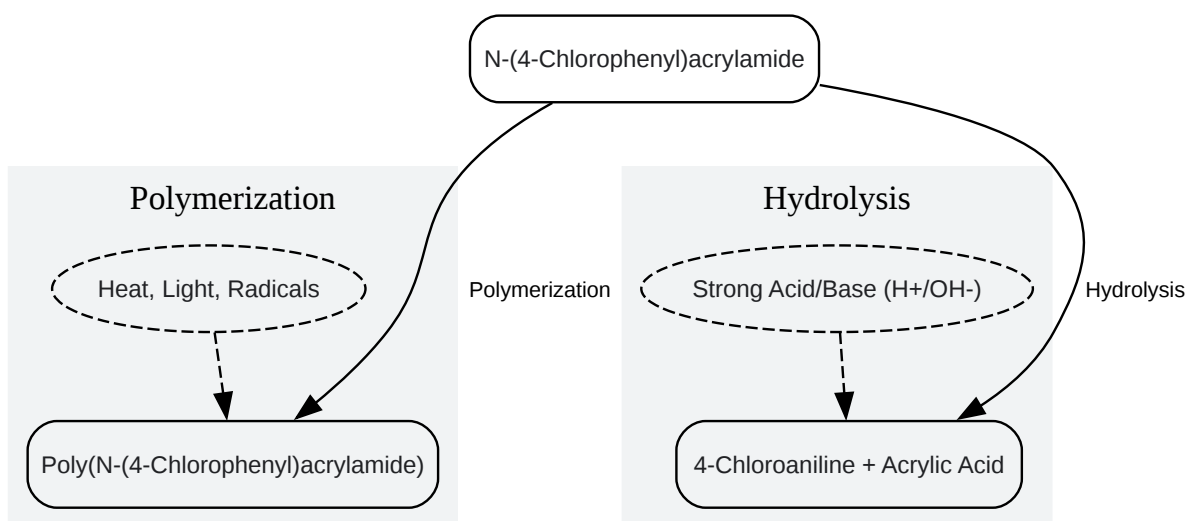 N-(4-Chlorophenyl)acrylamide
Polymerization
Hydrolysis
Heat, Light, Radicals
Polymerization
Strong Acid/Base (H+/OH-)
Hydrolysis
Poly(N-(4-Chlorophenyl)acrylamide)
4-Chloroaniline + Acrylic Acid